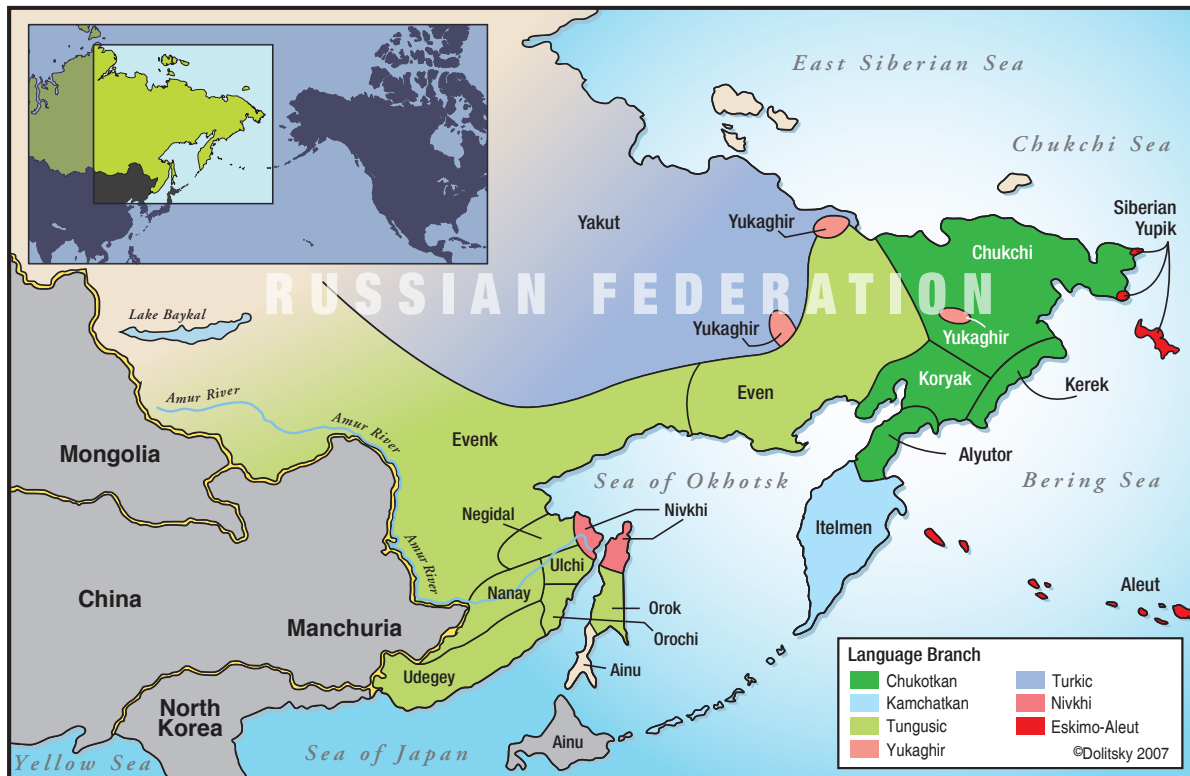 East Siberian Sea
Chukchi Sea
Siberian
Yupik
Yakut
Yukaghir
Chukchi
RUSSIAN FEDERATION
Lake Baykal
Yukaghir
Yukaghir
Koryak
Kerek
Even
Amur River
Amur River
Evenk
Alyutor
Mongolia
Sea of Okhotsk
Bering Sea
Negidal
Nivkhi
Itelmen
Amur River
Ulchi
Nanay
China
Aleut
Manchuria
Orok
Orochi
Udegey
Ainu
North
Korea
Ainu
Sea of Japan
Yellow Sea
Language Branch
Chukotkan
Kamchatkan
Tungusic
Yukaghir
Turkic
Nivkhi
Eskimo-Aleut
©Dolitsky 2007